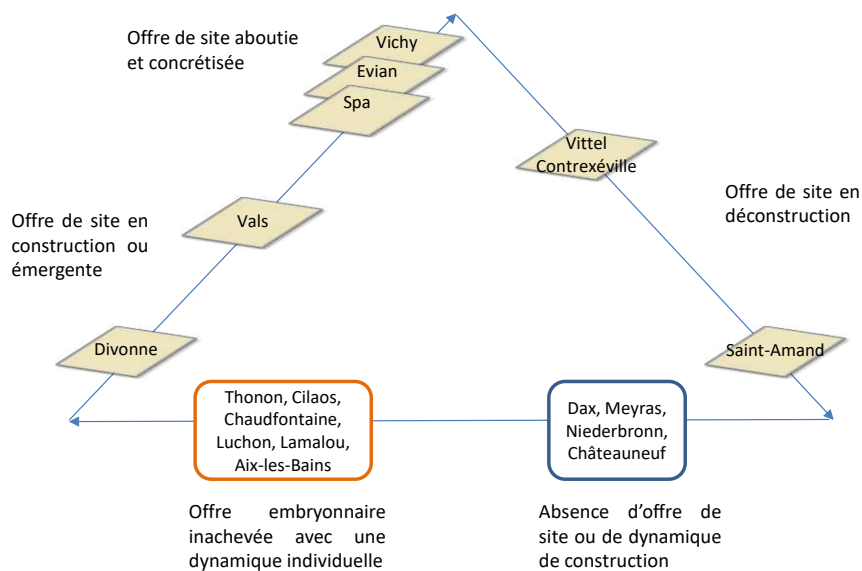 Offre de site aboutie
et concrétisée
Vichy
Evian
Spa
Vittel
Contrexéville
Offre de site en
déconstruction
Offre de site en
construction ou
émergente
Vals
Divonne
Saint-Amand
Thonon, Cilaos,
Chaudfontaine,
Luchon, Lamalou,
Aix-les-Bains
Dax, Meyras,
Niederbronn,
Châteauneuf
Offre embryonnaire
inachevée avec une
dynamique individuelle
Absence d’offre de
site ou de dynamique
de construction